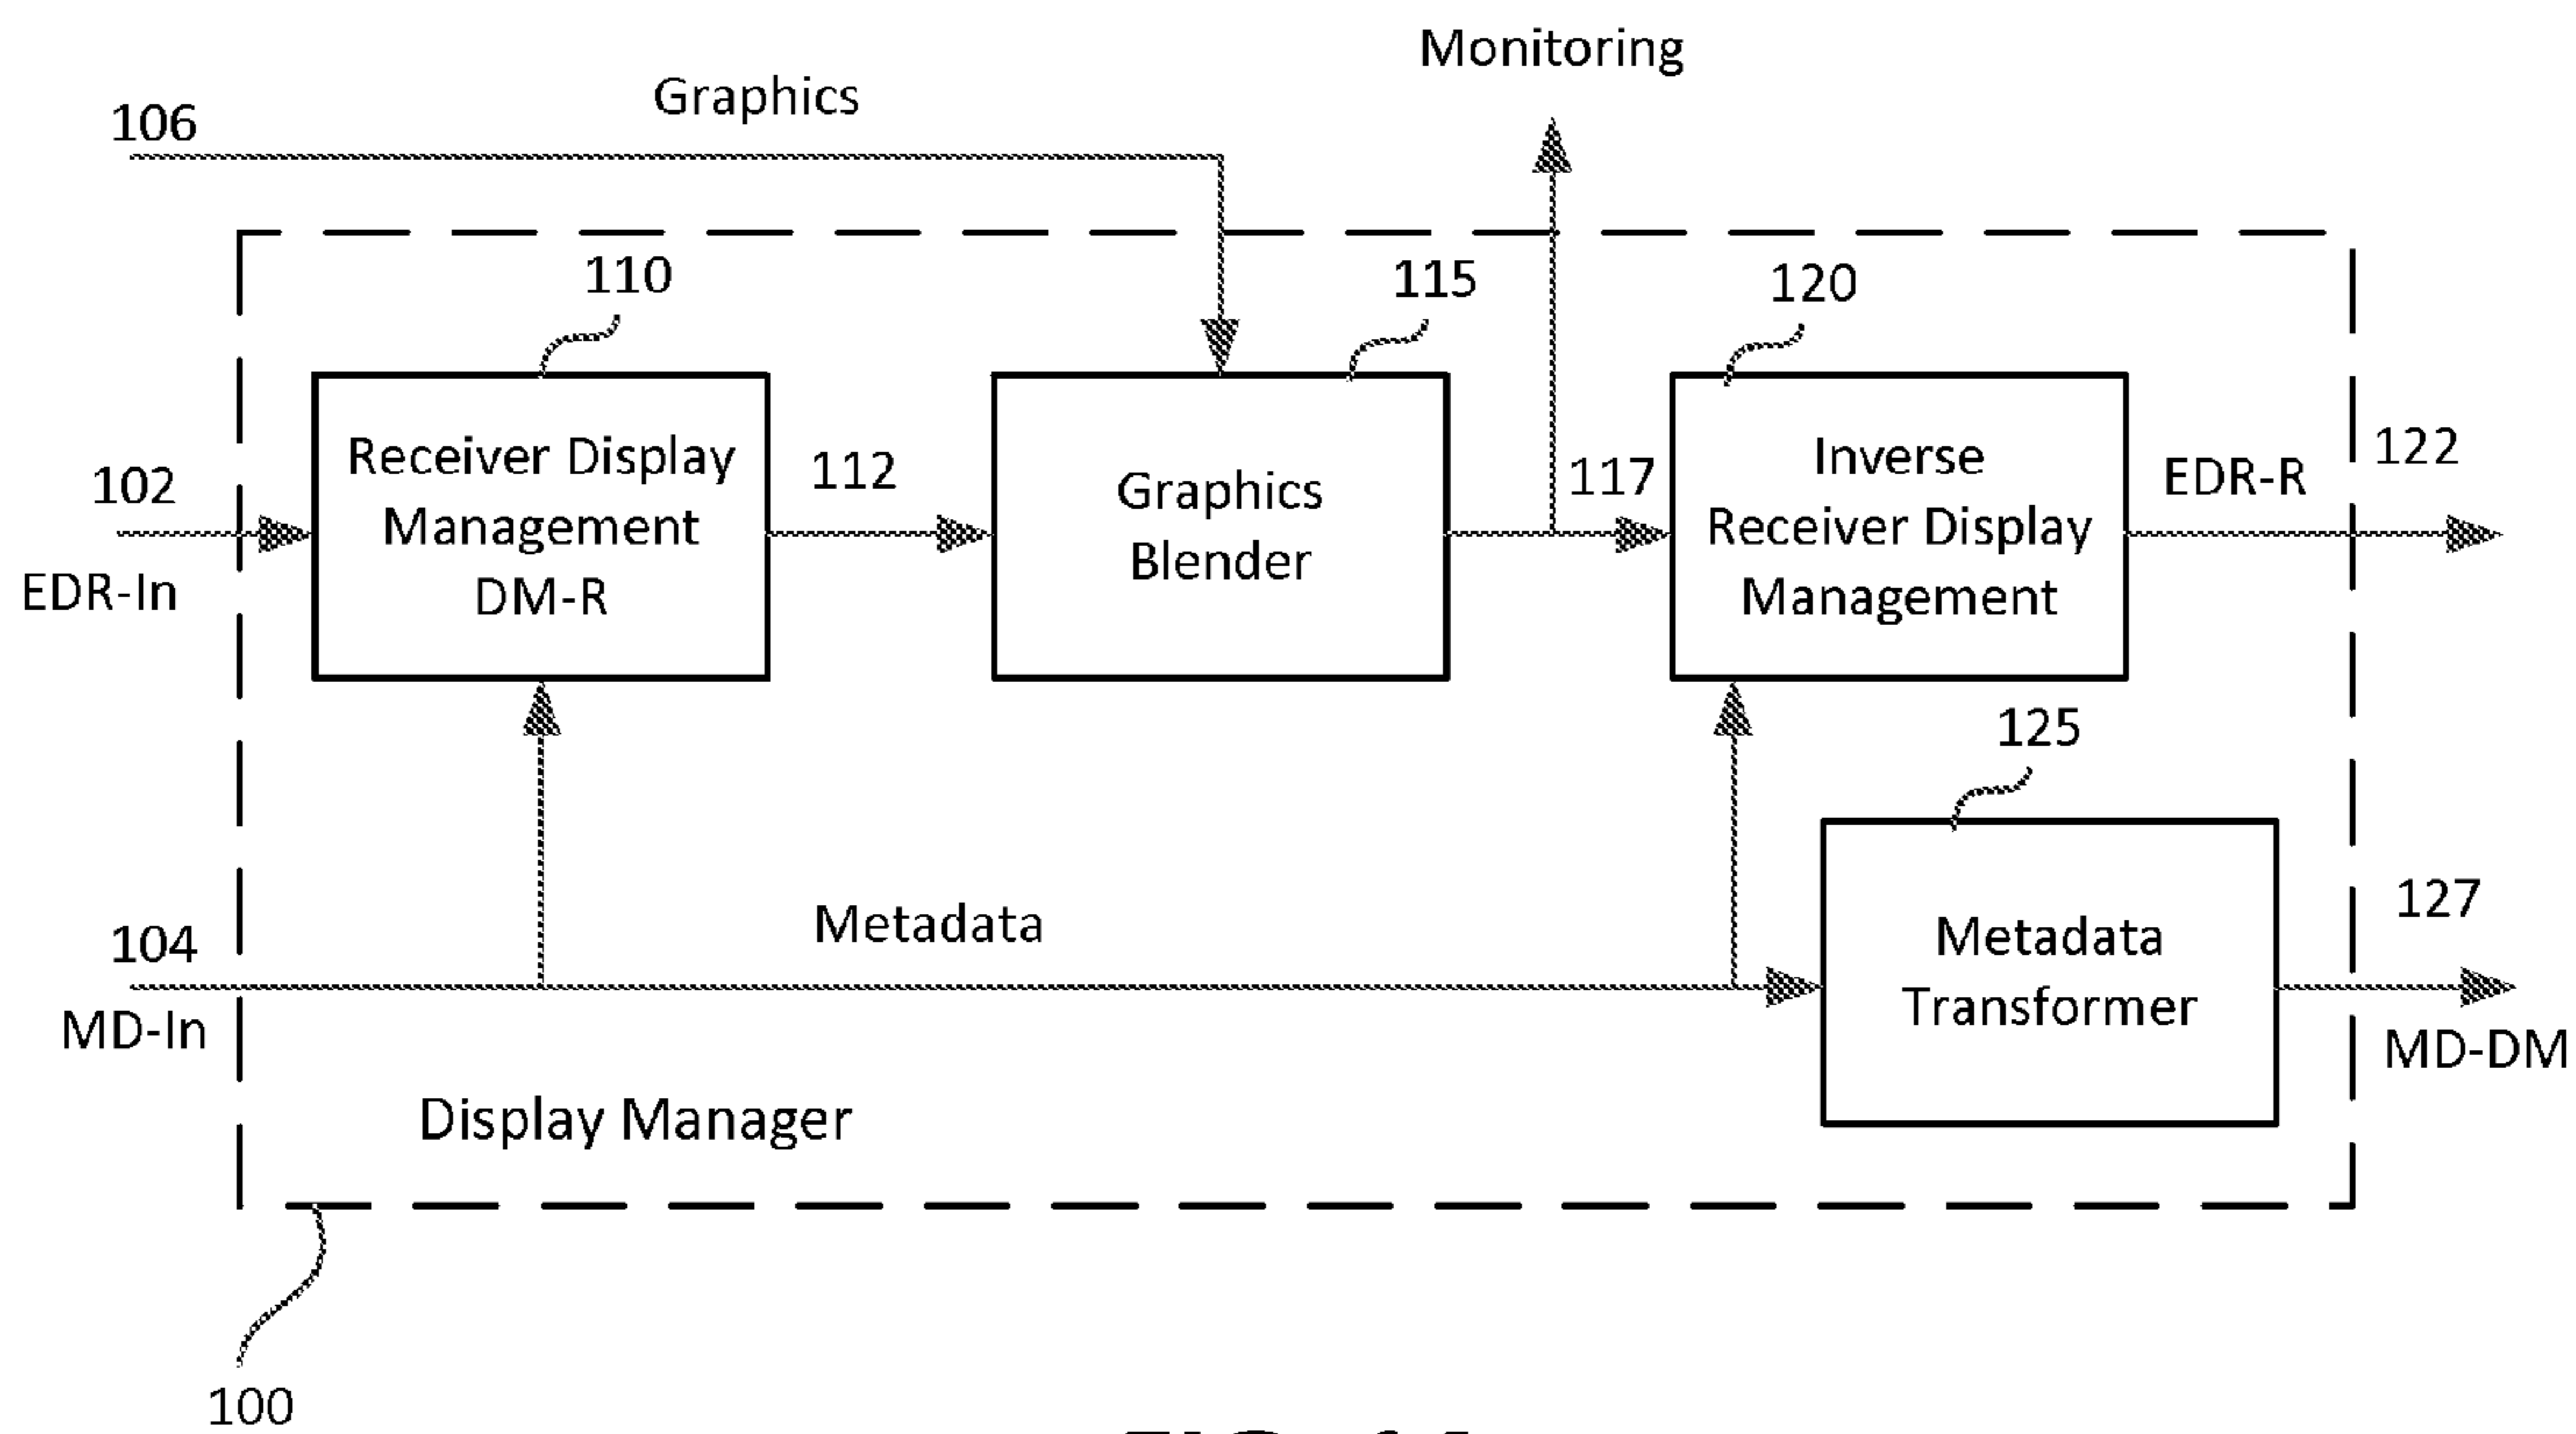 Monitoring
Graphics
106
110
115
120
102
EDR-In
Receiver Display
Management
DM-R
112
Graphics
Blender
117
Inverse
Receiver Display
Management
EDR-R
122
125
104
MD-In
Metadata
Metadata
Transformer
127
MD-DM
Display Manager
100